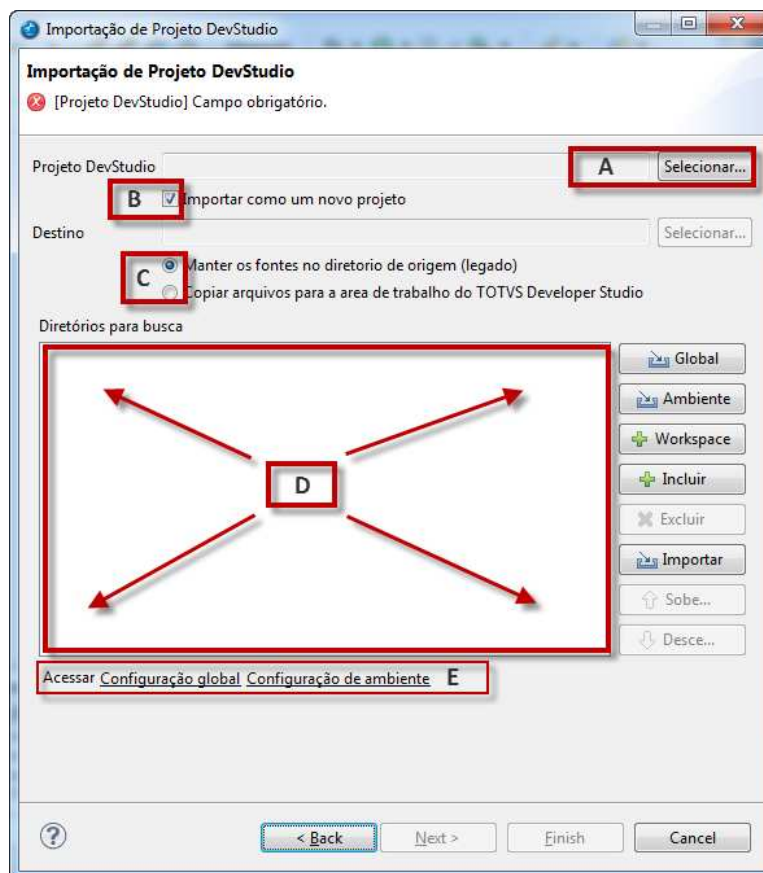 Importação de Projeto DevStudio
Importação de Projeto DevStudio
[Projeto DevStudio] Campo obrigatório.
Projeto DevStudio A Selecionar...
B Importar como um novo projeto
Destino Selecionar...
C Manter os fontes no diretorio de origem (legado)
Copiar arquivos para a area de trabalho do TOTVS Developer Studio
Diretórios para busca
Global
Ambiente
Workspace
D Incluir
Excluir
Importar
Sobe...
Desce...
Acessar Configuração global Configuração de ambiente E
? < Back Next > Finish Cancel